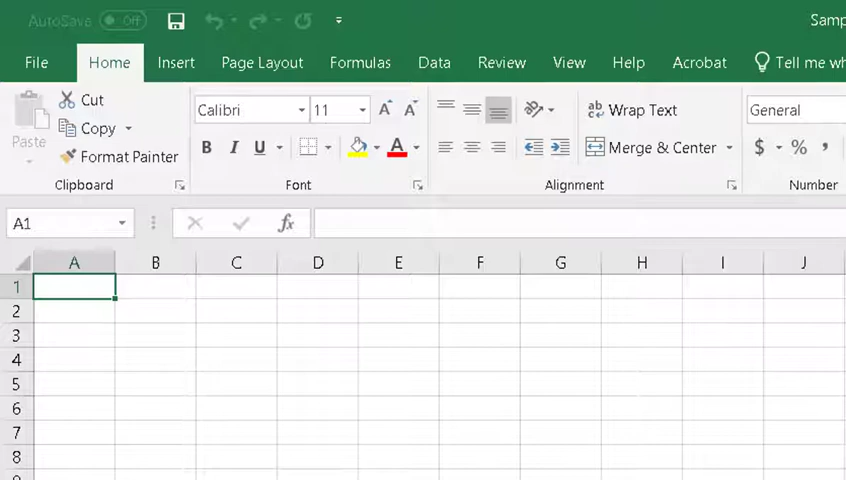 AutoSave Off
Samp
File Home Insert Page Layout Formulas Data Review View Help Acrobat Tell me wh
Paste
Cut
Copy
Format Painter
Clipboard
Calibri 11 A A
B I U A
Font
ab c Wrap Text
Merge & Center
Alignment
General
$ % ,
Number
A1 fx
A B C D E F G H I J
1
2
3
4
5
6
7
8